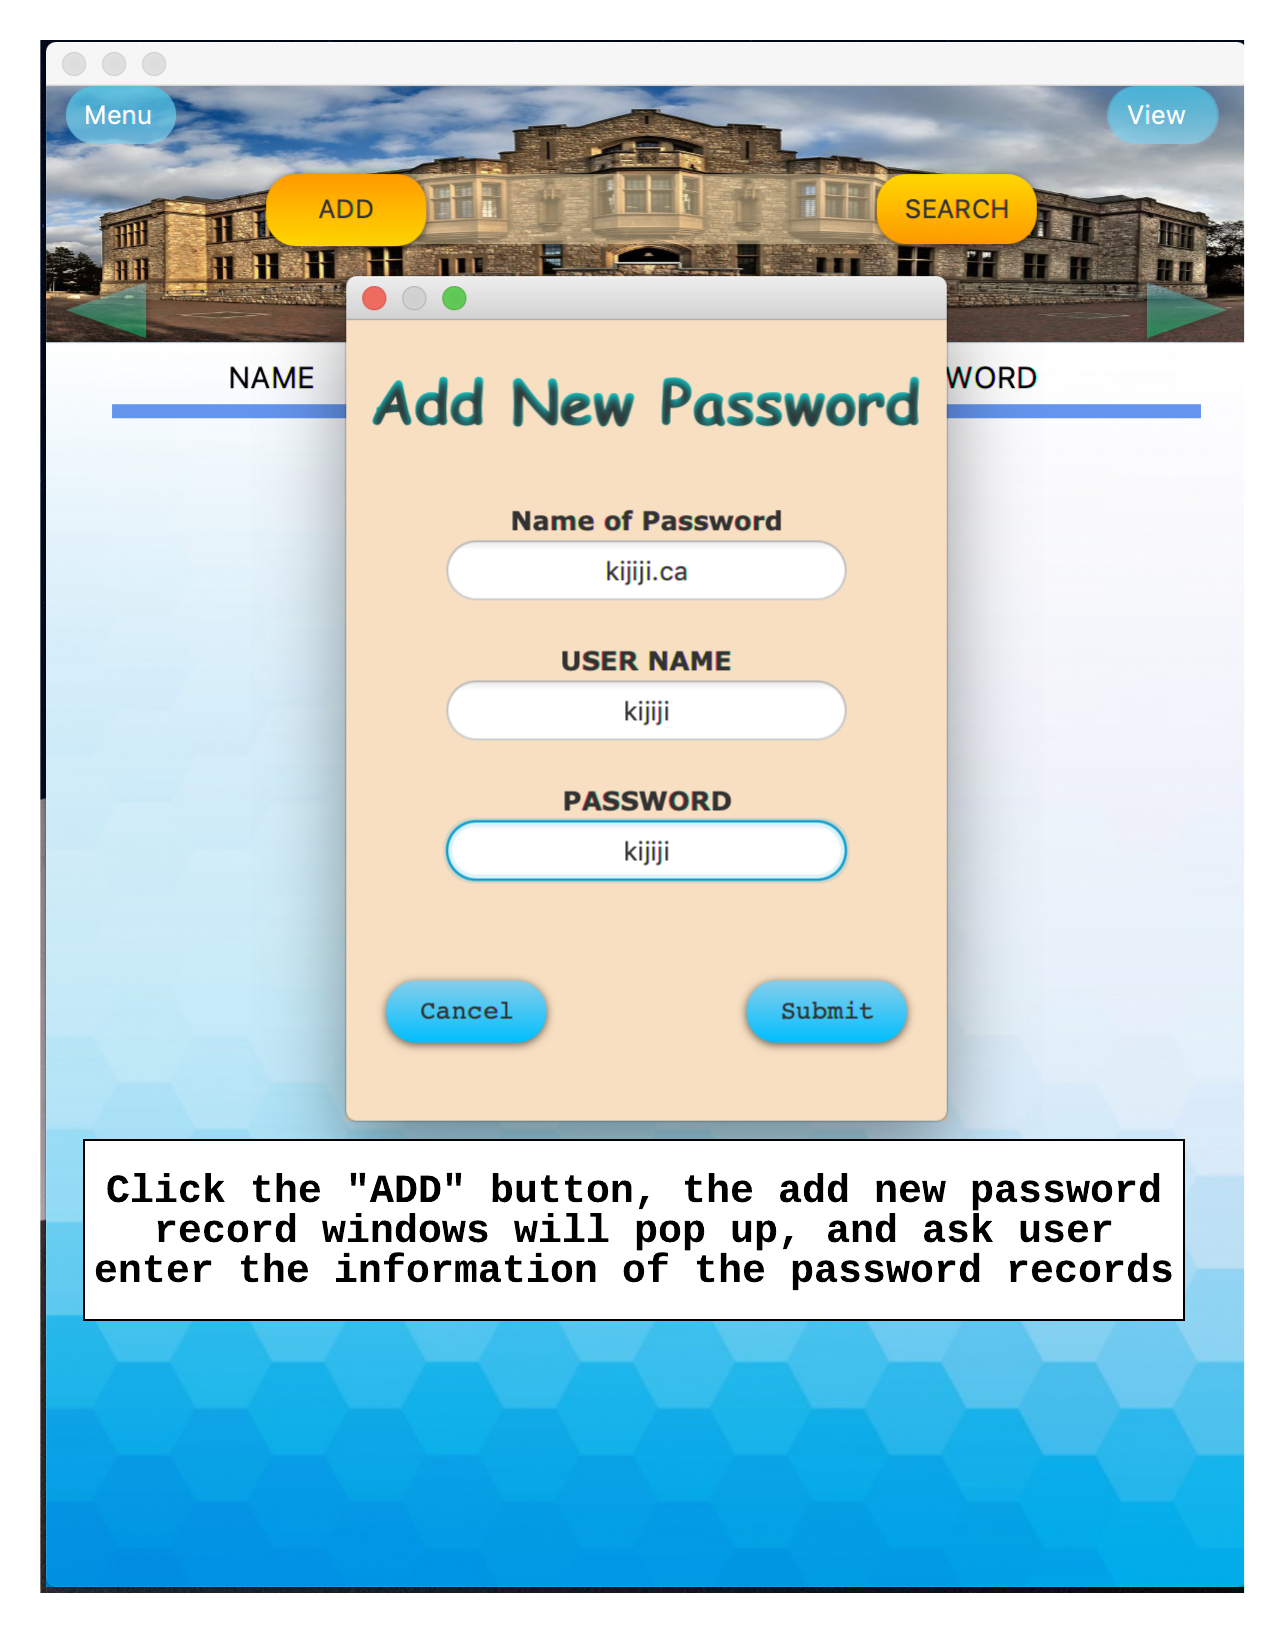 Menu
View
ADD
SEARCH
NAME
WORD
Add New Password
Name of Password
kijiji.ca
USER NAME
kijiji
PASSWORD
kijiji
Cancel
Submit
Click the "ADD" button, the add new password
record windows will pop up, and ask user
enter the information of the password records